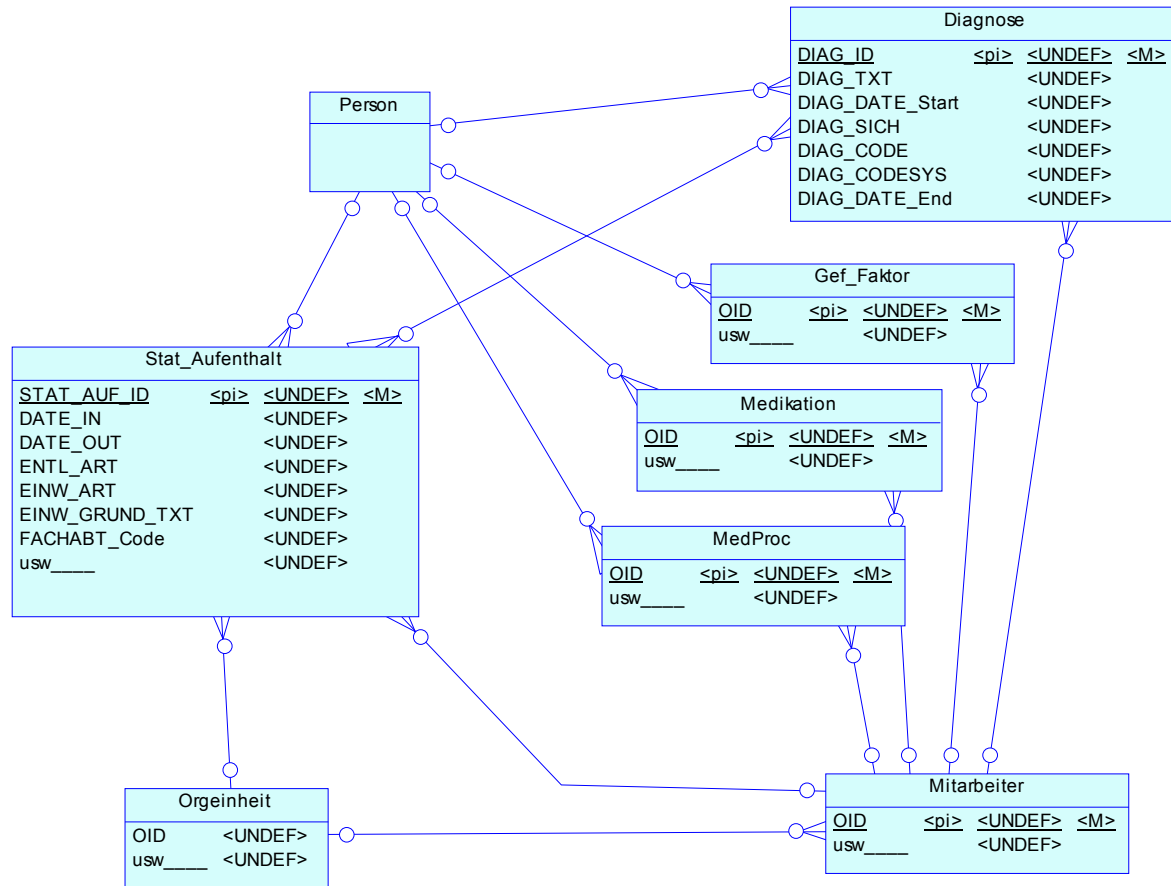 Diagnose
DIAG_ID <pi> <UNDEF> <M>
DIAG_TXT <UNDEF>
DIAG_DATE_Start <UNDEF>
DIAG_SICH <UNDEF>
DIAG_CODE <UNDEF>
DIAG_CODESYS <UNDEF>
DIAG_DATE_End <UNDEF>
Person
Gef_Faktor
OID <pi> <UNDEF> <M>
usw____ <UNDEF>
Stat_Aufenthalt
STAT_AUF_ID <pi> <UNDEF> <M>
DATE_IN <UNDEF>
DATE_OUT <UNDEF>
ENTL_ART <UNDEF>
EINW_ART <UNDEF>
EINW_GRUND_TXT <UNDEF>
FACHABT_Code <UNDEF>
usw____ <UNDEF>
Medikation
OID <pi> <UNDEF> <M>
usw____ <UNDEF>
MedProc
OID <pi> <UNDEF> <M>
usw____ <UNDEF>
Orgeinheit
OID <UNDEF>
usw____ <UNDEF>
Mitarbeiter
OID <pi> <UNDEF> <M>
usw____ <UNDEF>